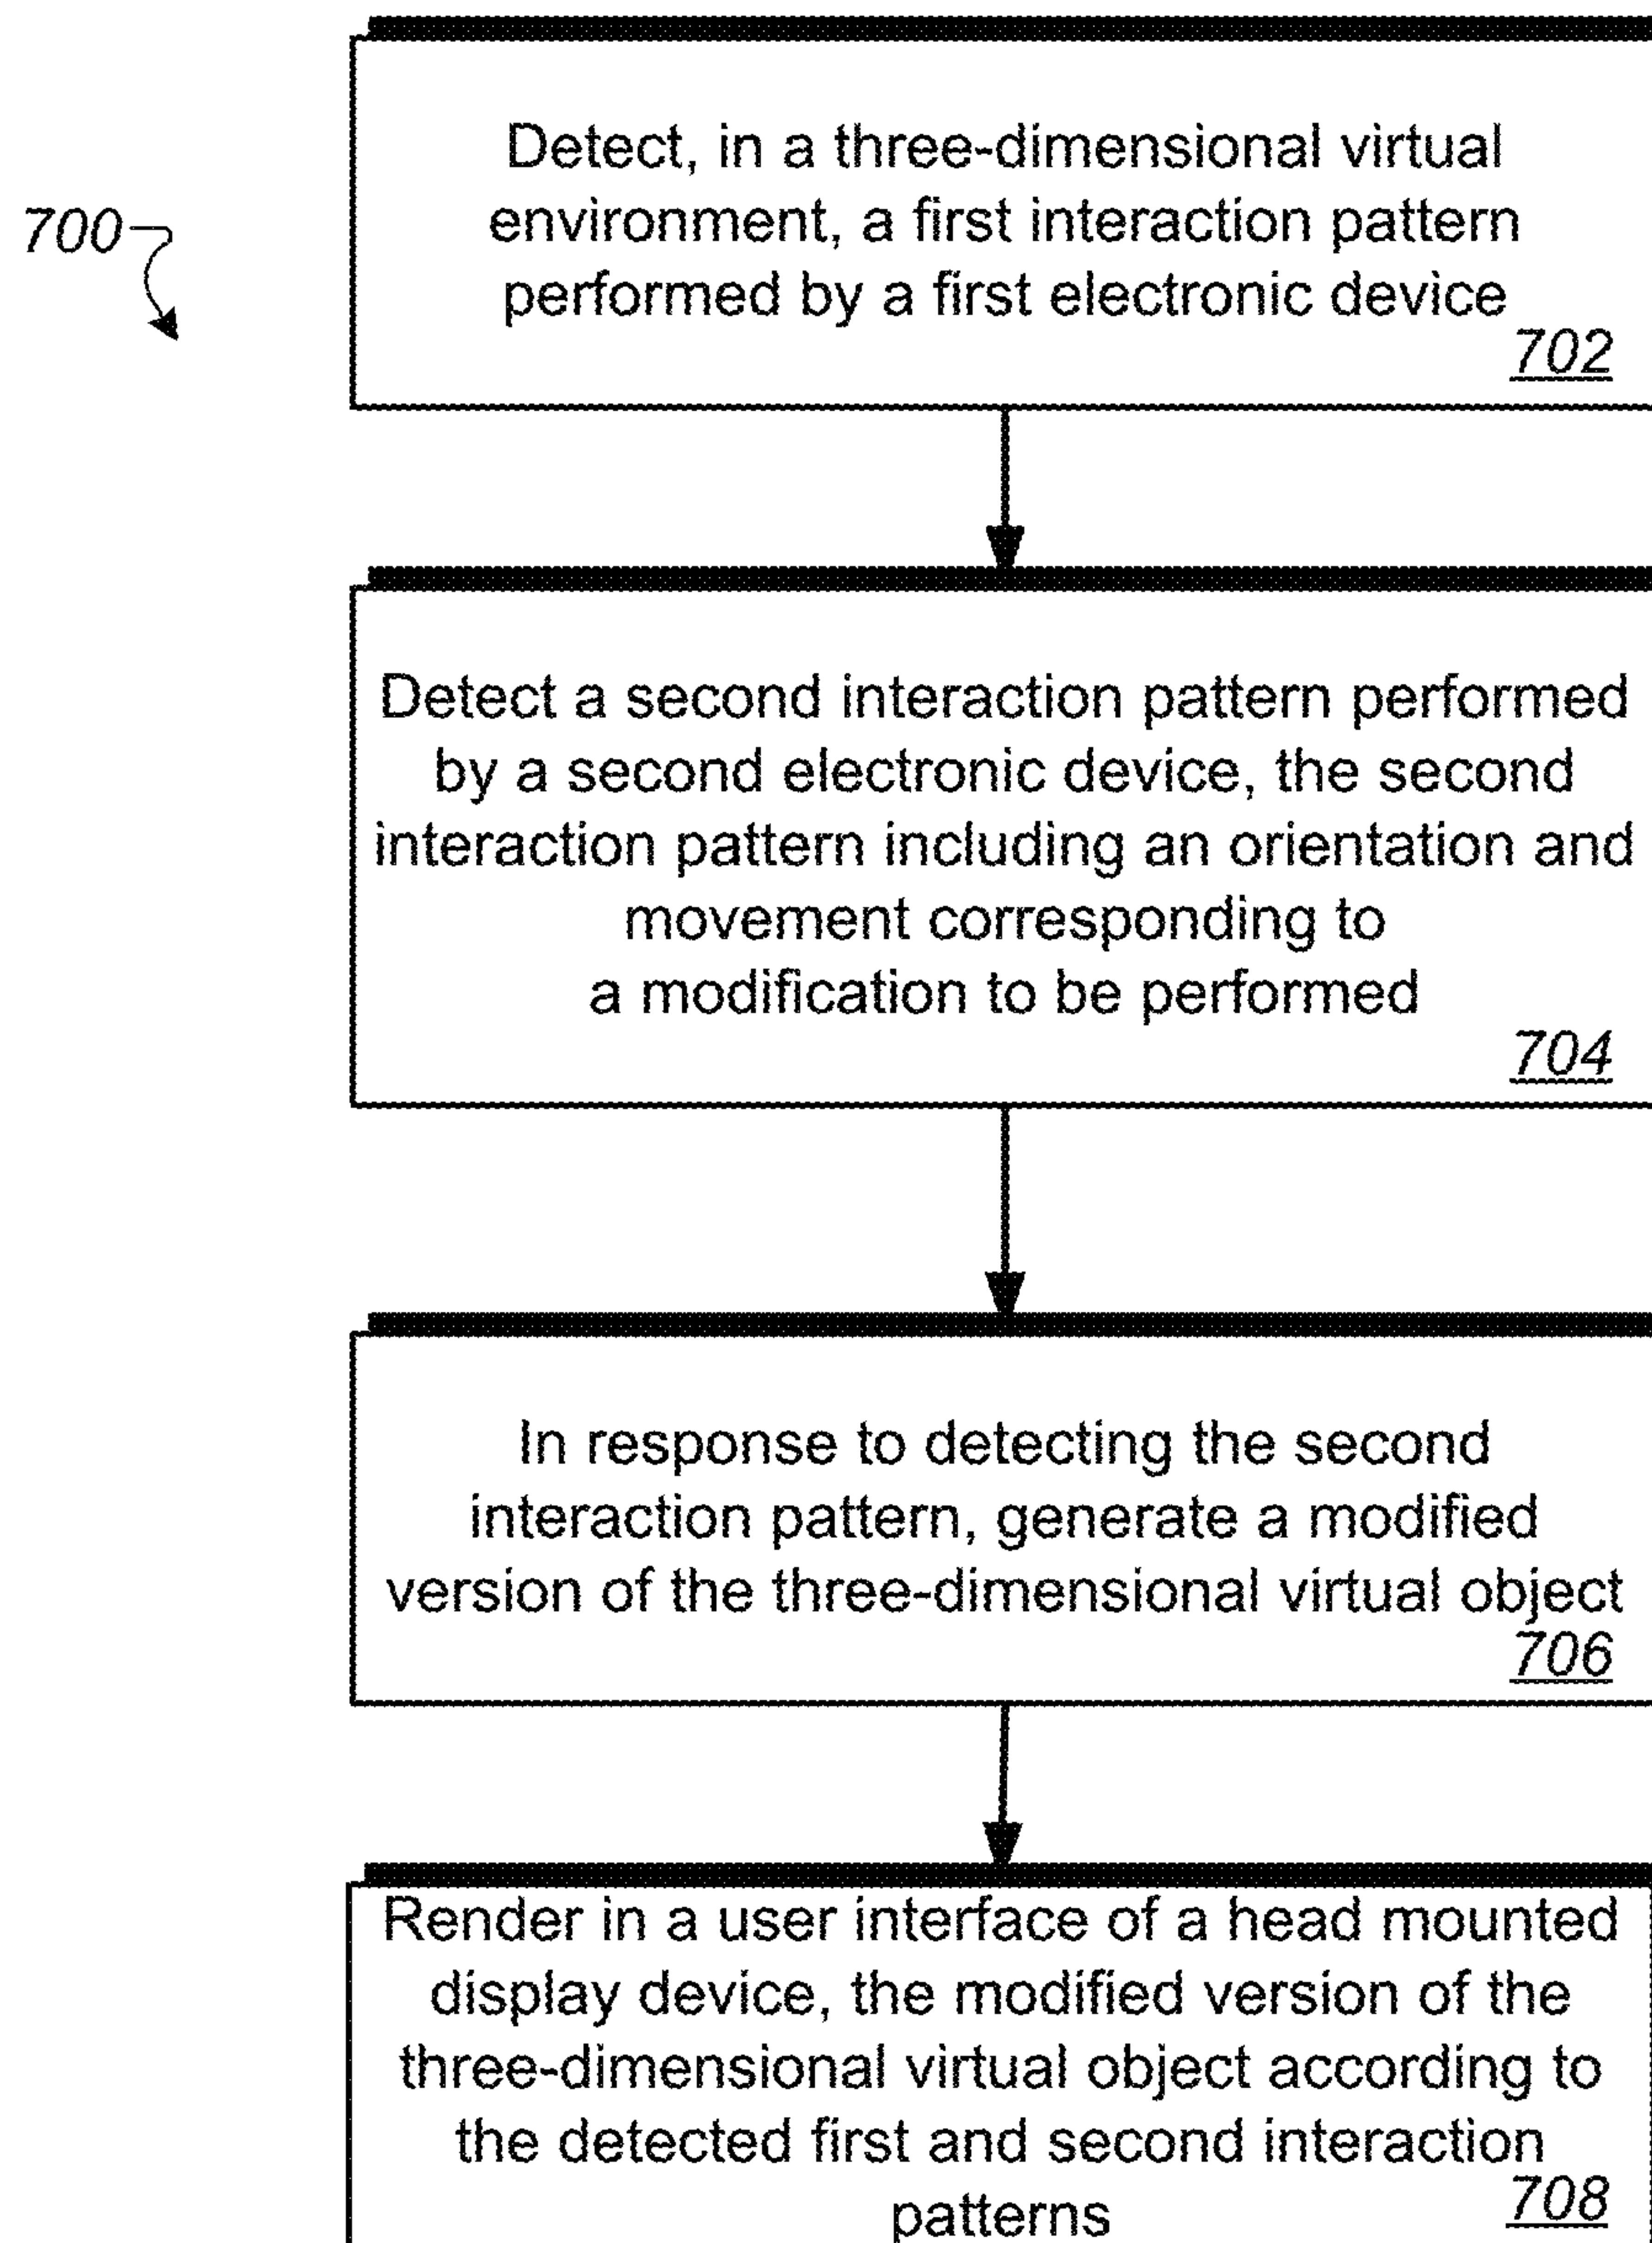 Detect, in a three-dimensional virtual
environment, a first interaction pattern
performed by a first electronic device
700
702
Detect a second interaction pattern performed
by a second electronic device, the second
interaction pattern including an orientation and
movement corresponding to
a modification to be performed
704
In response to detecting the second
interaction pattern, generate a modified
version of the three-dimensional virtual object
706
Render in a user interface of a head mounted
display device, the modified version of the
three-dimensional virtual object according to
the detected first and second interaction
patterns
708